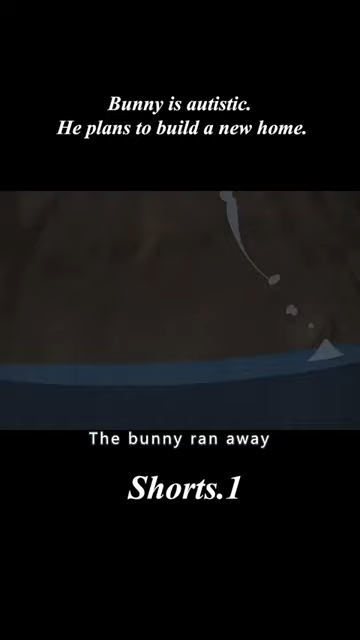 Bunny is autistic.
He plans to build a new home.
The bunny ran away
Shorts.1